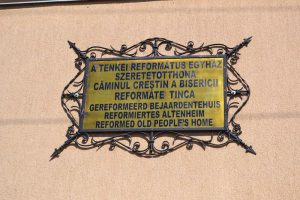 A TENKEI REFORMÁTUS EGYHÁZ
SZERETETOTTHONA
CĂMINUL CREȘTIN A BISERICII
REFORMATE TINCA
GEREFORMEERD BEJAARDENTEHUIS
REFORMIERTES ALTENHEIM
REFORMED OLD PEOPLE'S HOME